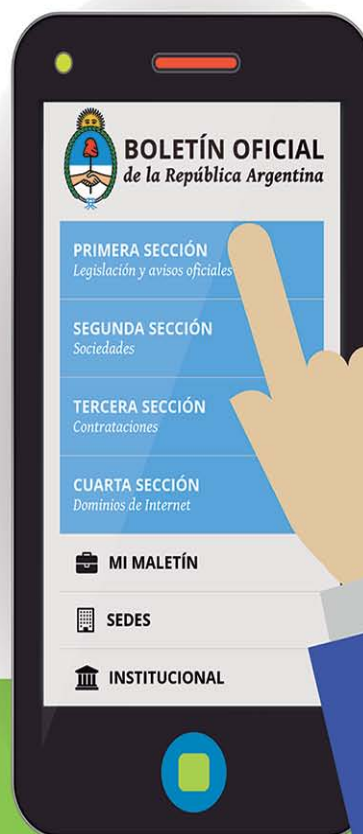 BOLETÍN OFICIAL
de la República Argentina
PRIMERA SECCIÓN
Legislación y avisos oficiales
SEGUNDA SECCIÓN
Sociedades
TERCERA SECCIÓN
Contrataciones
CUARTA SECCIÓN
Dominios de Internet
MI MALETÍN
SEDES
INSTITUCIONAL